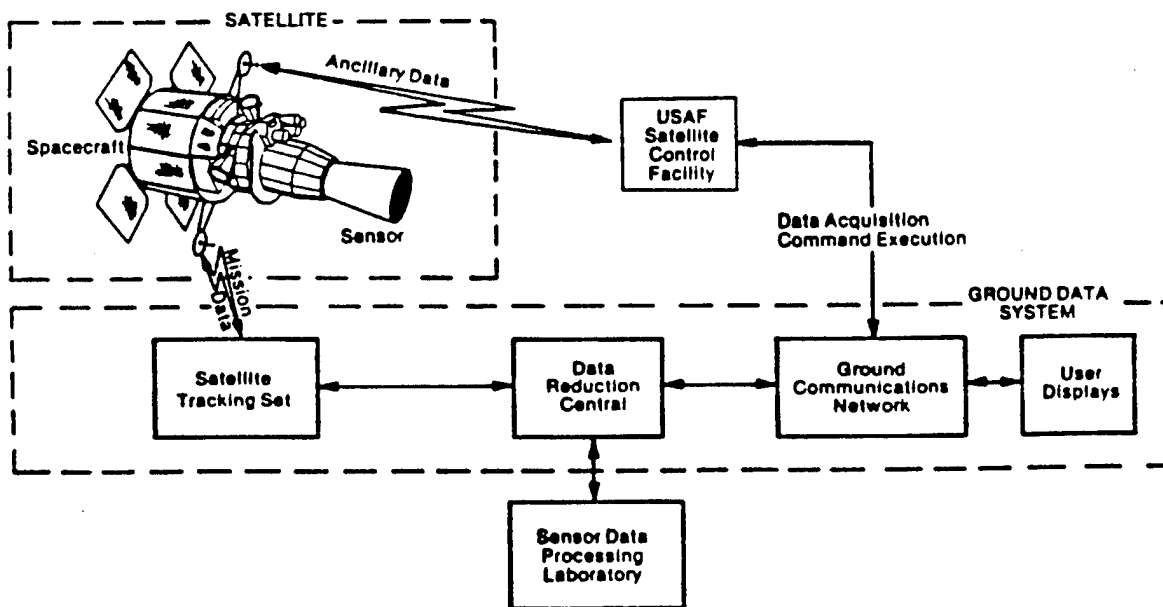 SATELLITE
Ancillary Data
Spacecraft
Sensor
Mission
Data
USAF
Satellite
Control
Facility
Data Acquisition
Command Execution
GROUND DATA
SYSTEM
Satellite
Tracking Set
Data
Reduction
Central
Ground
Communications
Network
User
Displays
Sensor Data
Processing
Laboratory